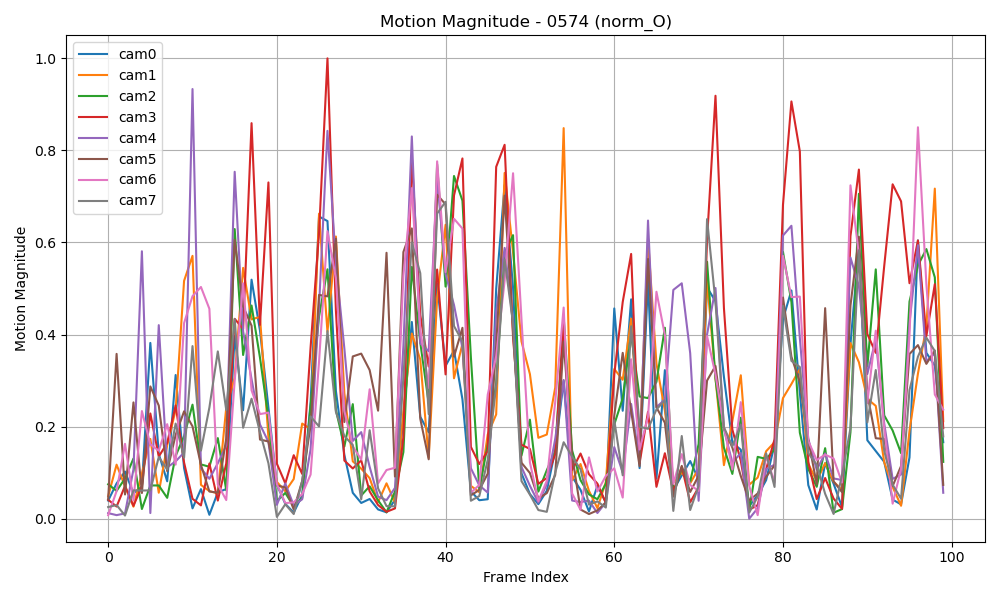 Motion Magnitude - 0574 (norm_O)
Motion Magnitude
1.0
0.8
0.6
0.4
0.2
0.0
cam0
cam1
cam2
cam3
cam4
cam5
cam6
cam7
0 20 40 60 80 100
Frame Index